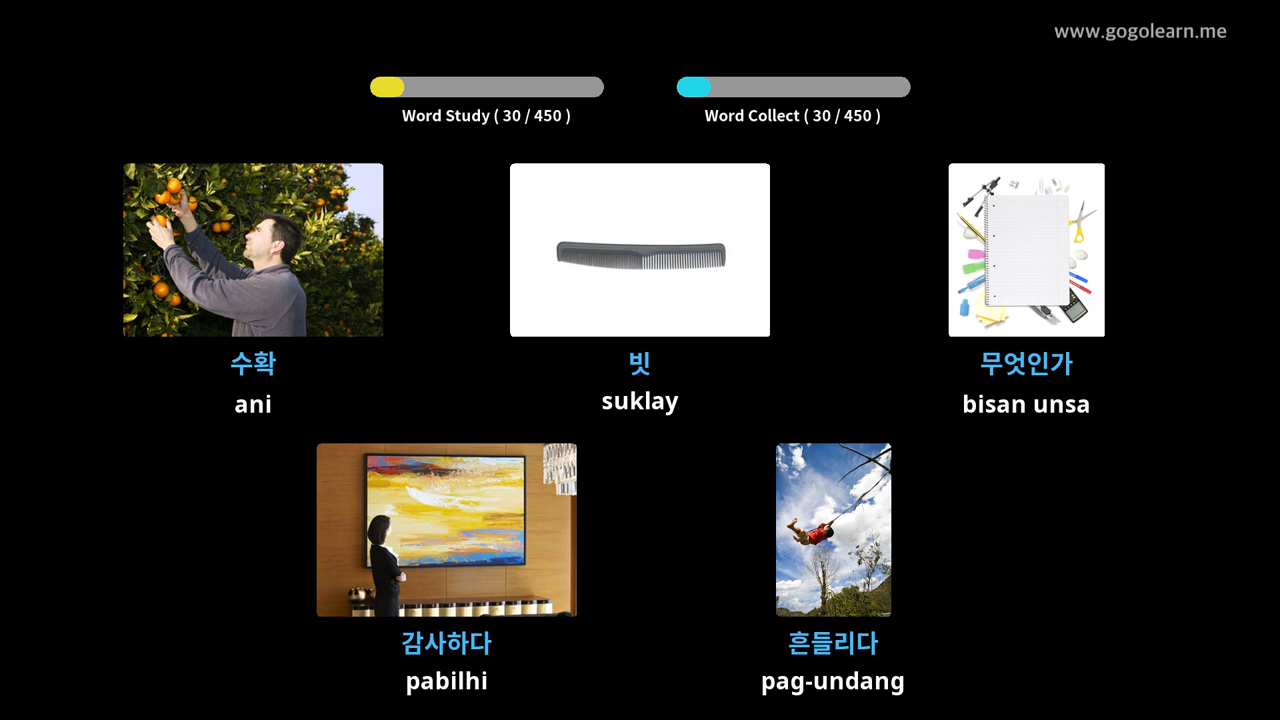 www.gogolearn.me
Word Study ( 30 / 450 )
Word Collect ( 30 / 450 )
수확
ani
빗
suklay
무엇인가
bisan unsa
감사하다
pabilhi
흔들리다
pag-undang